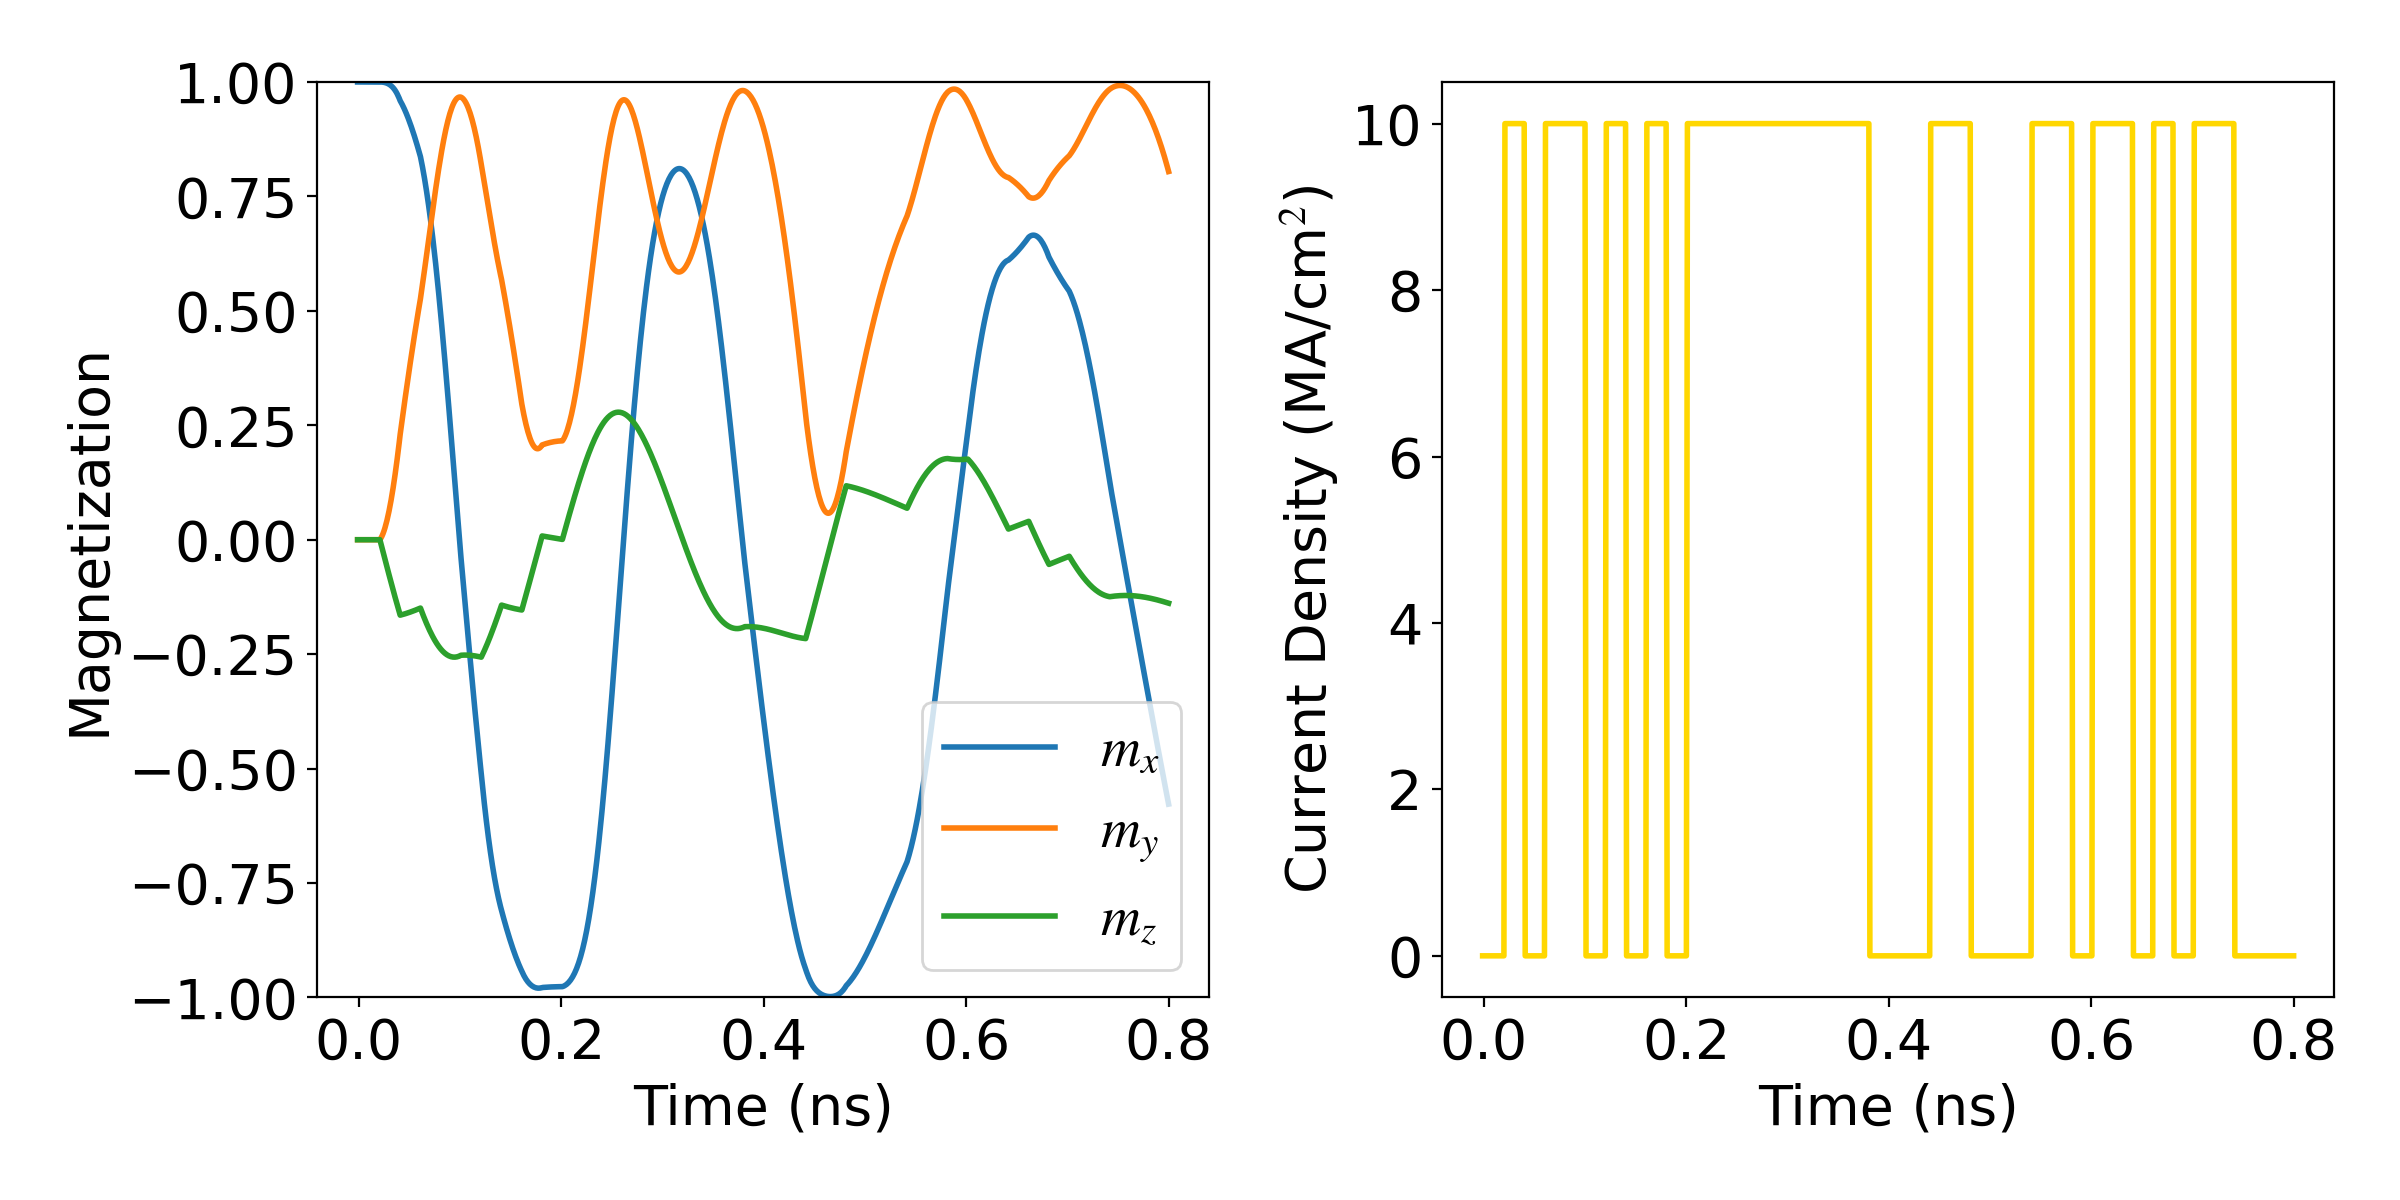 Magnetization
1.00
0.75
0.50
0.25
0.00
−0.25
−0.50
−0.75
−1.00
0.0 0.2 0.4 0.6 0.8
Time (ns)
m_x
m_y
m_z
Current Density (MA/cm²)
10
8
6
4
2
0
0.0 0.2 0.4 0.6 0.8
Time (ns)